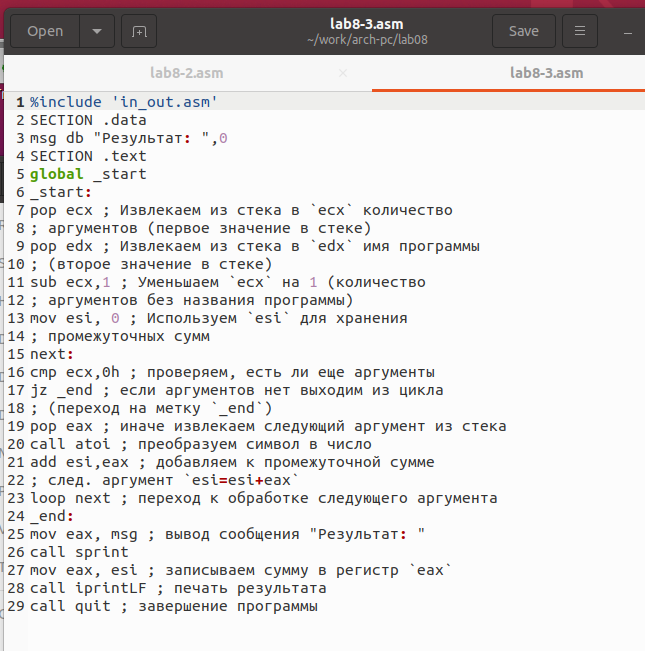 Open
lab8-3.asm
~/work/arch-pc/lab08
Save
lab8-2.asm
lab8-3.asm
1 %include 'in_out.asm'
2 SECTION .data
3 msg db "Результат: ",0
4 SECTION .text
5 global _start
6 _start:
7 pop ecx ; Извлекаем из стека в `ecx` количество
8 ; аргументов (первое значение в стеке)
9 pop edx ; Извлекаем из стека в `edx` имя программы
10 ; (второе значение в стеке)
11 sub ecx,1 ; Уменьшаем `ecx` на 1 (количество
12 ; аргументов без названия программы)
13 mov esi, 0 ; Используем `esi` для хранения
14 ; промежуточных сумм
15 next:
16 cmp ecx,0h ; проверяем, есть ли еще аргументы
17 jz _end ; если аргументов нет выходим из цикла
18 ; (переход на метку `_end`)
19 pop eax ; иначе извлекаем следующий аргумент из стека
20 call atoi ; преобразуем символ в число
21 add esi,eax ; добавляем к промежуточной сумме
22 ; след. аргумент `esi=esi+eax`
23 loop next ; переход к обработке следующего аргумента
24 _end:
25 mov eax, msg ; вывод сообщения "Результат: "
26 call sprint
27 mov eax, esi ; записываем сумму в регистр `eax`
28 call iprintLF ; печать результата
29 call quit ; завершение программы